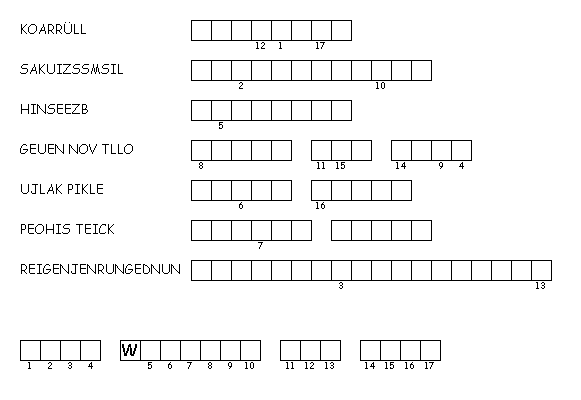 KOARRÜLL
12 1 17
SAKUIZSSMSIL
2 10
HINSEEZB
5
GEUEN NOV TLLO
8 11 15 14 9 4
UJLAK PIKLE
6 16
PEOHIS TEICK
7
REIGENJENRUNGEDNUN
3 13
W
1 2 3 4 5 6 7 8 9 10 11 12 13 14 15 16 17